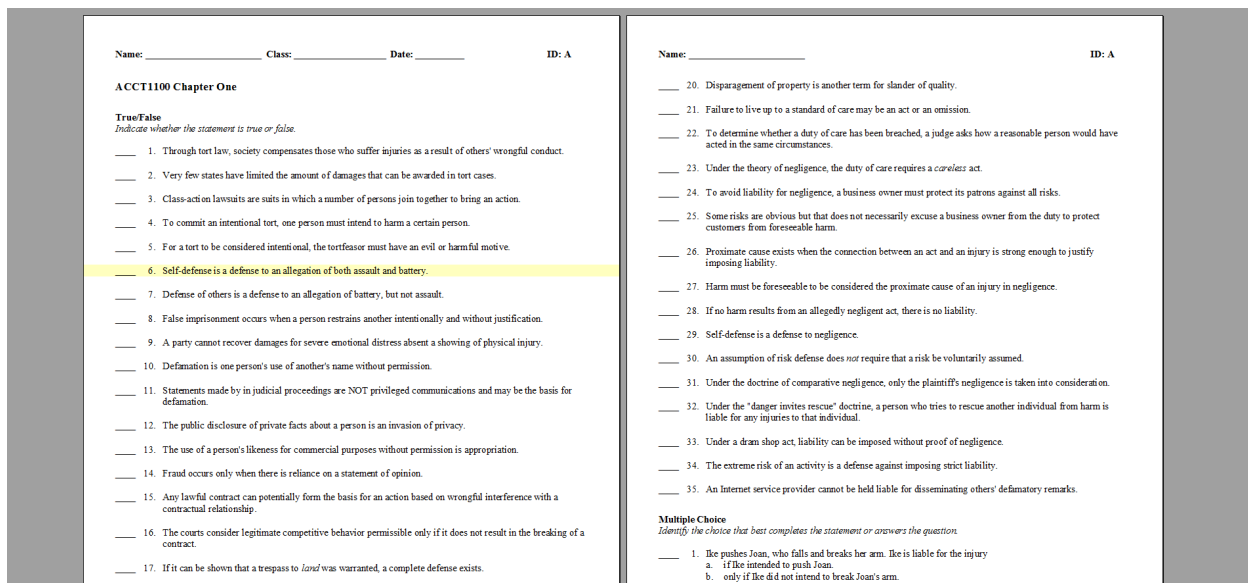 Name: ______________________ Class: __________________ Date: __________ ID: A
ACCT1100 Chapter One
True/False
Indicate whether the statement is true or false.
____ 1. Through tort law, society compensates those who suffer injuries as a result of others' wrongful conduct.
____ 2. Very few states have limited the amount of damages that can be awarded in tort cases.
____ 3. Class-action lawsuits are suits in which a number of persons join together to bring an action.
____ 4. To commit an intentional tort, one person must intend to harm a certain person.
____ 5. For a tort to be considered intentional, the tortfeasor must have an evil or harmful motive.
____ 6. Self-defense is a defense to an allegation of both assault and battery.
____ 7. Defense of others is a defense to an allegation of battery, but not assault.
____ 8. False imprisonment occurs when a person restrains another intentionally and without justification.
____ 9. A party cannot recover damages for severe emotional distress absent a showing of physical injury.
____ 10. Defamation is one person's use of another's name without permission.
____ 11. Statements made by in judicial proceedings are NOT privileged communications and may be the basis for
defamation.
____ 12. The public disclosure of private facts about a person is an invasion of privacy.
____ 13. The use of a person's likeness for commercial purposes without permission is appropriation.
____ 14. Fraud occurs only when there is reliance on a statement of opinion.
____ 15. Any lawful contract can potentially form the basis for an action based on wrongful interference with a
contractual relationship.
____ 16. The courts consider legitimate competitive behavior permissible only if it does not result in the breaking of a
contract.
____ 17. If it can be shown that a trespass to land was warranted, a complete defense exists.
Name: ______________________ ID: A
____ 20. Disparagement of property is another term for slander of quality.
____ 21. Failure to live up to a standard of care may be an act or an omission.
____ 22. To determine whether a duty of care has been breached, a judge asks how a reasonable person would have
acted in the same circumstances.
____ 23. Under the theory of negligence, the duty of care requires a careless act.
____ 24. To avoid liability for negligence, a business owner must protect its patrons against all risks.
____ 25. Some risks are obvious but that does not necessarily excuse a business owner from the duty to protect
customers from foreseeable harm.
____ 26. Proximate cause exists when the connection between an act and an injury is strong enough to justify
imposing liability.
____ 27. Harm must be foreseeable to be considered the proximate cause of an injury in negligence.
____ 28. If no harm results from an allegedly negligent act, there is no liability.
____ 29. Self-defense is a defense to negligence.
____ 30. An assumption of risk defense does not require that a risk be voluntarily assumed.
____ 31. Under the doctrine of comparative negligence, only the plaintiff's negligence is taken into consideration.
____ 32. Under the "danger invites rescue" doctrine, a person who tries to rescue another individual from harm is
liable for any injuries to that individual.
____ 33. Under a dram shop act, liability can be imposed without proof of negligence.
____ 34. The extreme risk of an activity is a defense against imposing strict liability.
____ 35. An Internet service provider cannot be held liable for disseminating others' defamatory remarks.
Multiple Choice
Identify the choice that best completes the statement or answers the question.
____ 1. Ike pushes Joan, who falls and breaks her arm. Ike is liable for the injury
a. if Ike intended to push Joan.
b. only if Ike did not intend to break Joan's arm.